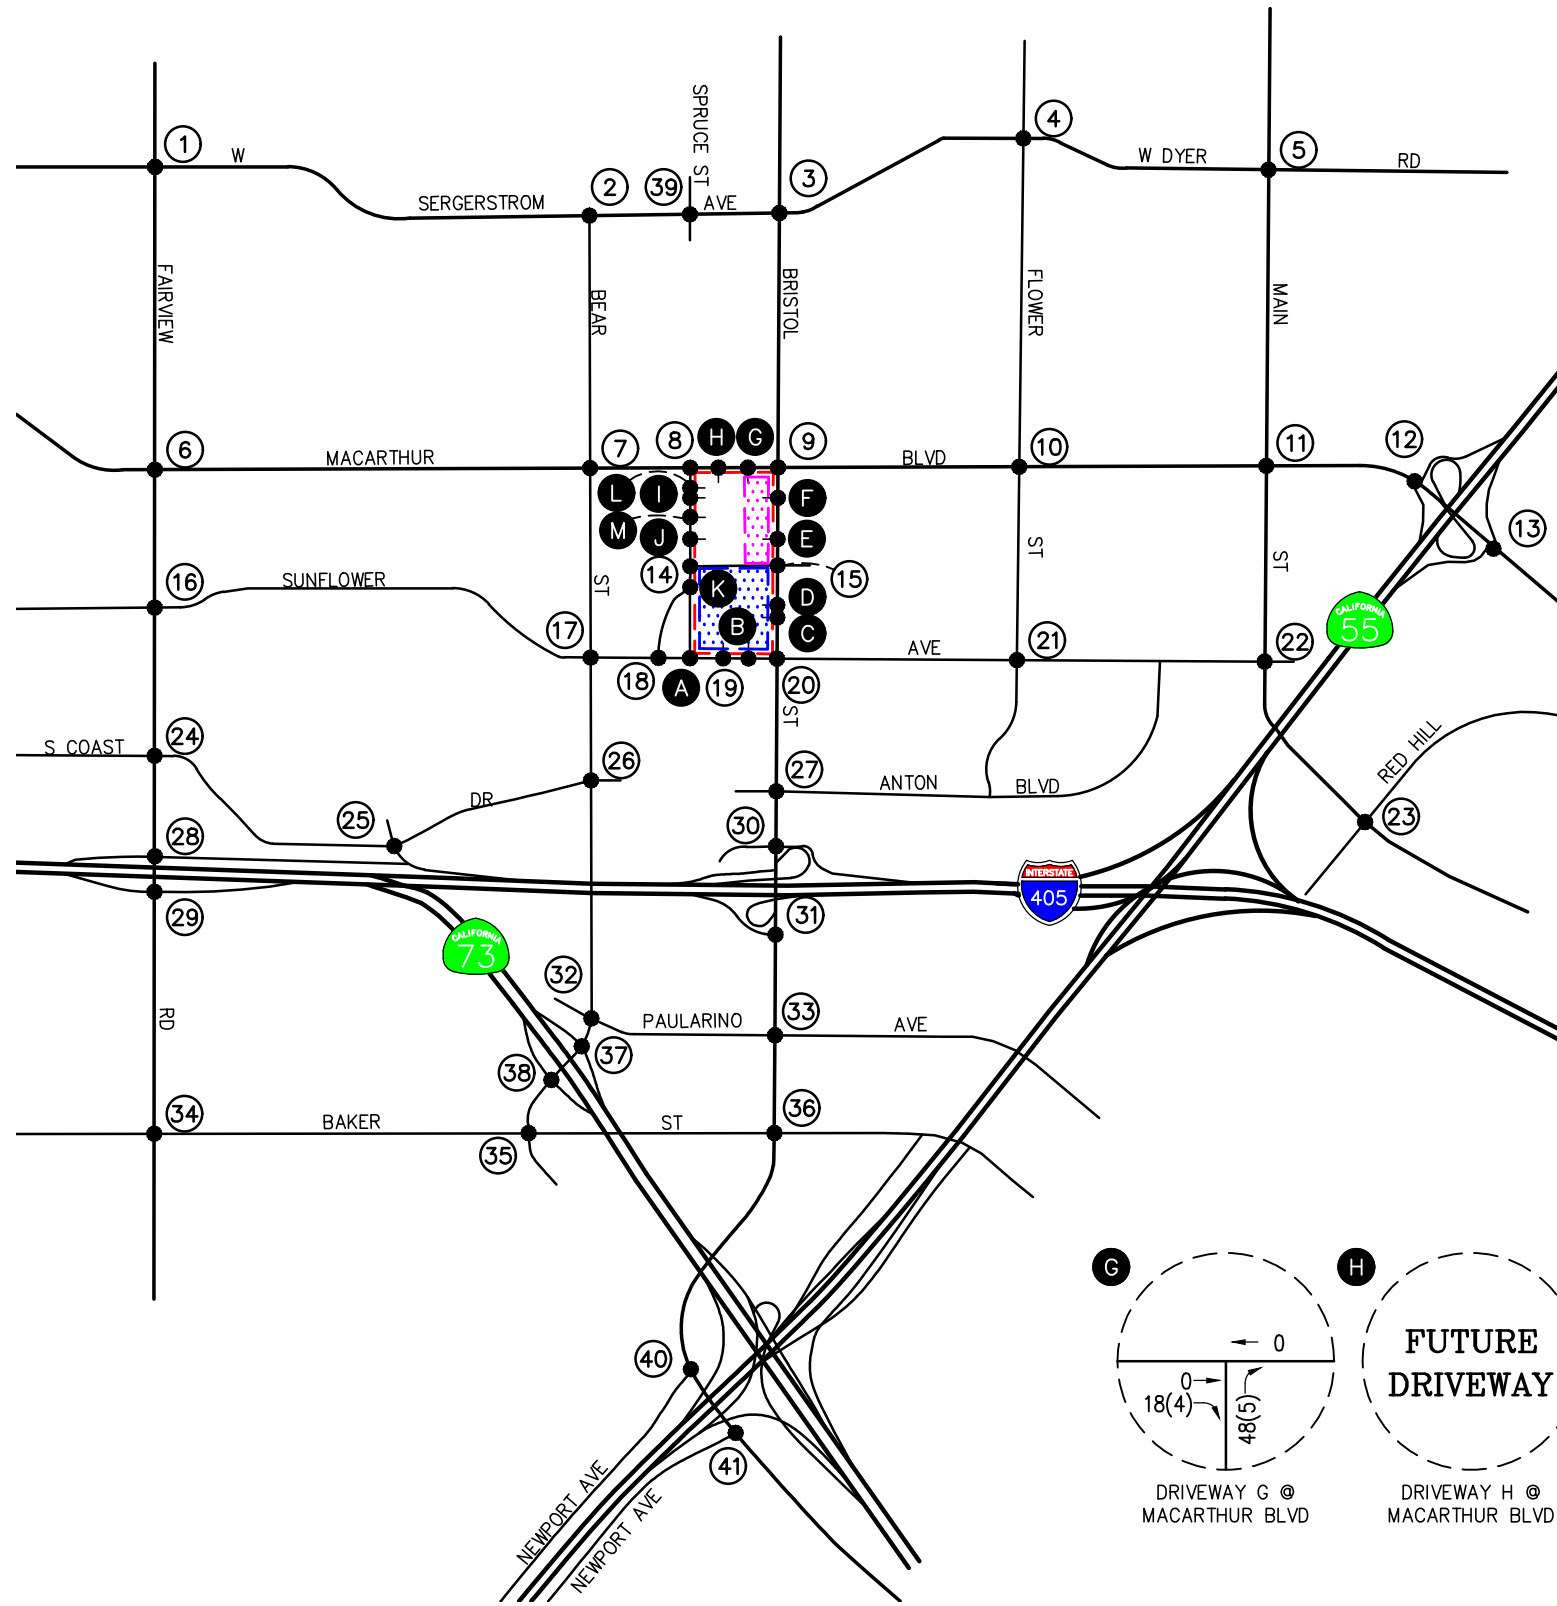 SPRUCE ST
1
W
2
39
SERGERSTROM
AVE
3
4
W DYER
5
RD
FAIRVIEW
BEAR
BRISTOL
FLOWER
MAIN
6
MACARTHUR
7
8
H
G
9
BLVD
10
11
12
L
I
F
M
J
E
13
16
SUNFLOWER
ST
14
K
15
ST
ST
D
CALIFORNIA
55
17
B
C
AVE
21
22
18
A
19
20
ST
24
S COAST
26
27
ANTON
BLVD
RED HILL
DR
25
28
30
23
INTERSTATE
405
29
31
CALIFORNIA
73
32
RD
PAULARINO
33
AVE
37
38
34
BAKER
ST
36
35
40
41
NEWPORT AVE
NEWPORT AVE
G
0
0
18(4)
48(5)
DRIVEWAY G @
MACARTHUR BLVD
H
FUTURE
DRIVEWAY
DRIVEWAY H @
MACARTHUR BLVD